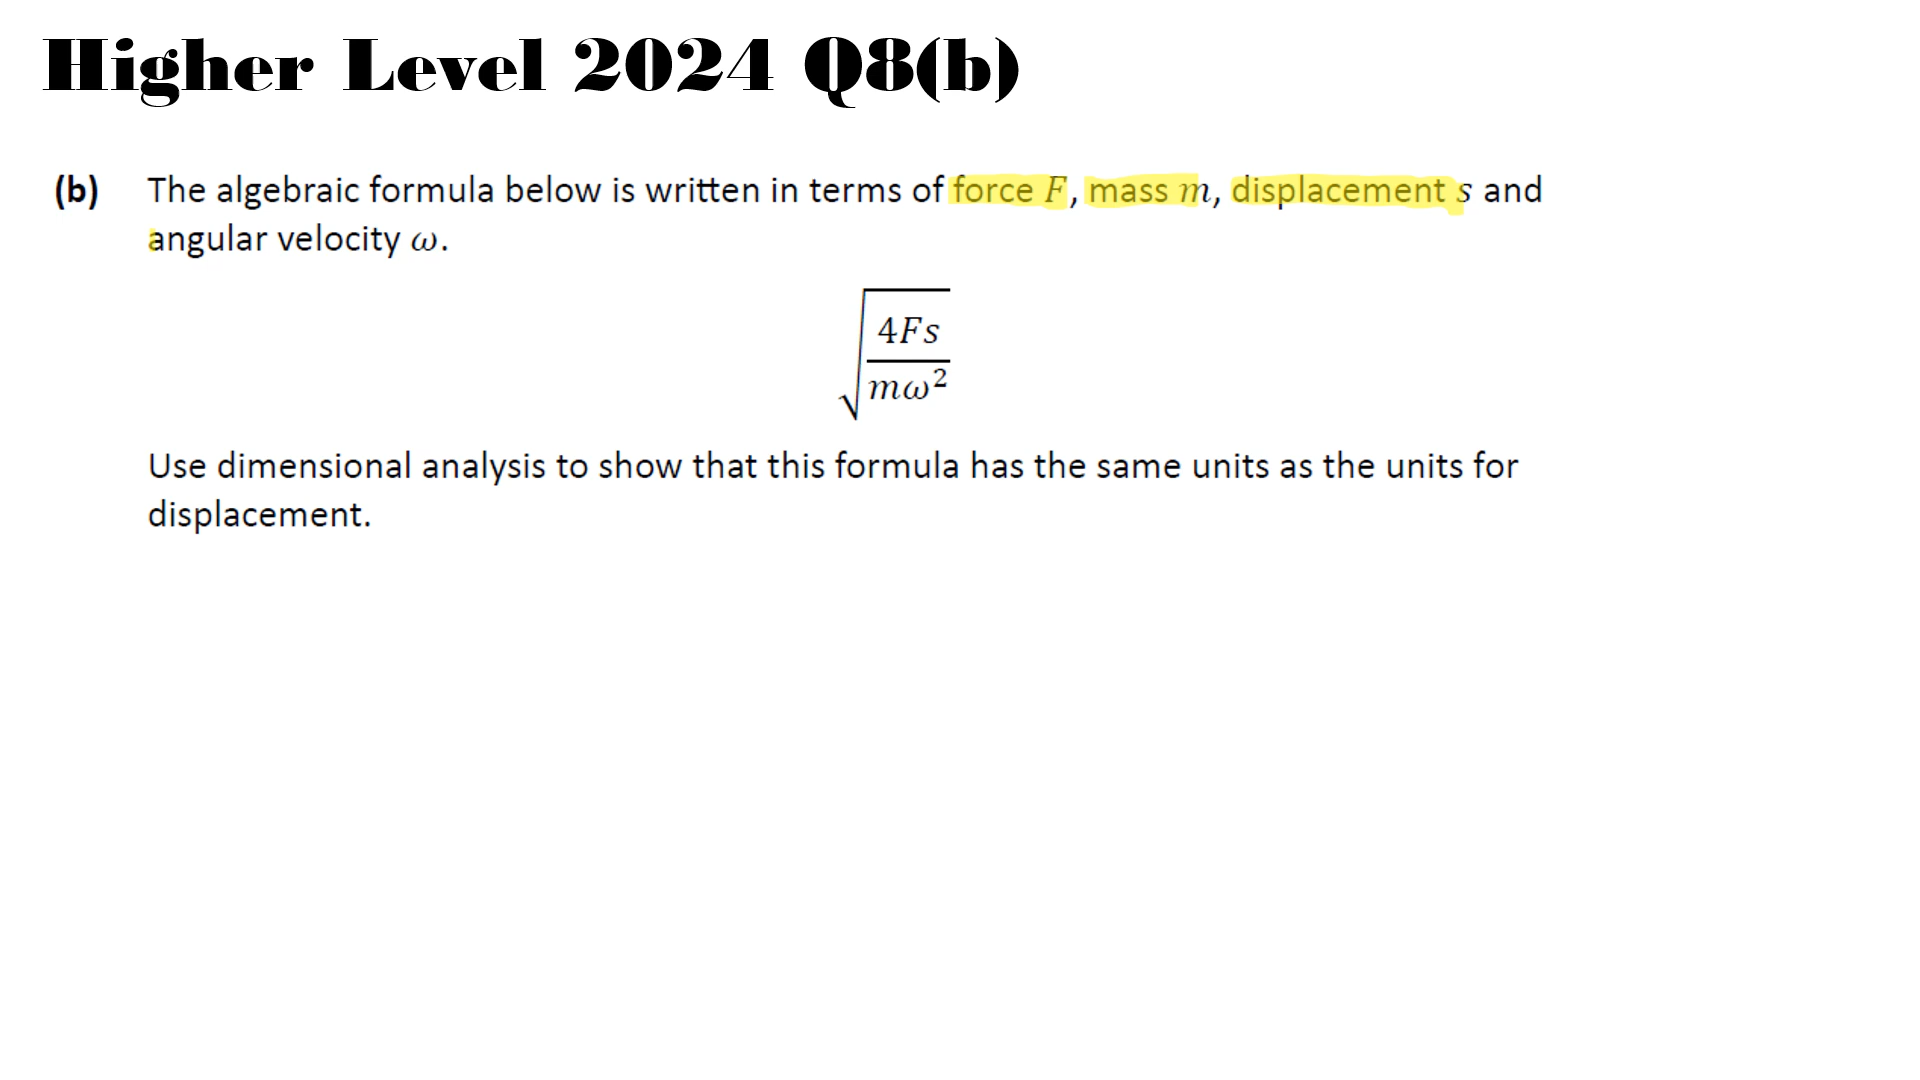 Higher Level 2024 Q8(b)
(b) The algebraic formula below is written in terms of force F, mass m, displacement s and
angular velocity ω.
√(4Fs / mω²)
Use dimensional analysis to show that this formula has the same units as the units for
displacement.